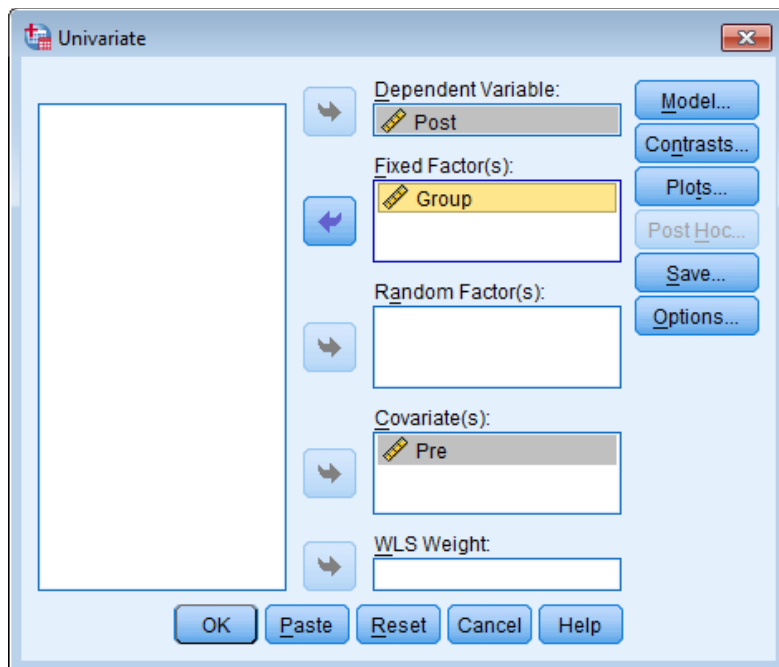 Univariate
Dependent Variable:
Post
Fixed Factor(s):
Group
Random Factor(s):
Covariate(s):
Pre
WLS Weight:
Model...
Contrasts...
Plots...
Post Hoc...
Save...
Options...
OK Paste Reset Cancel Help